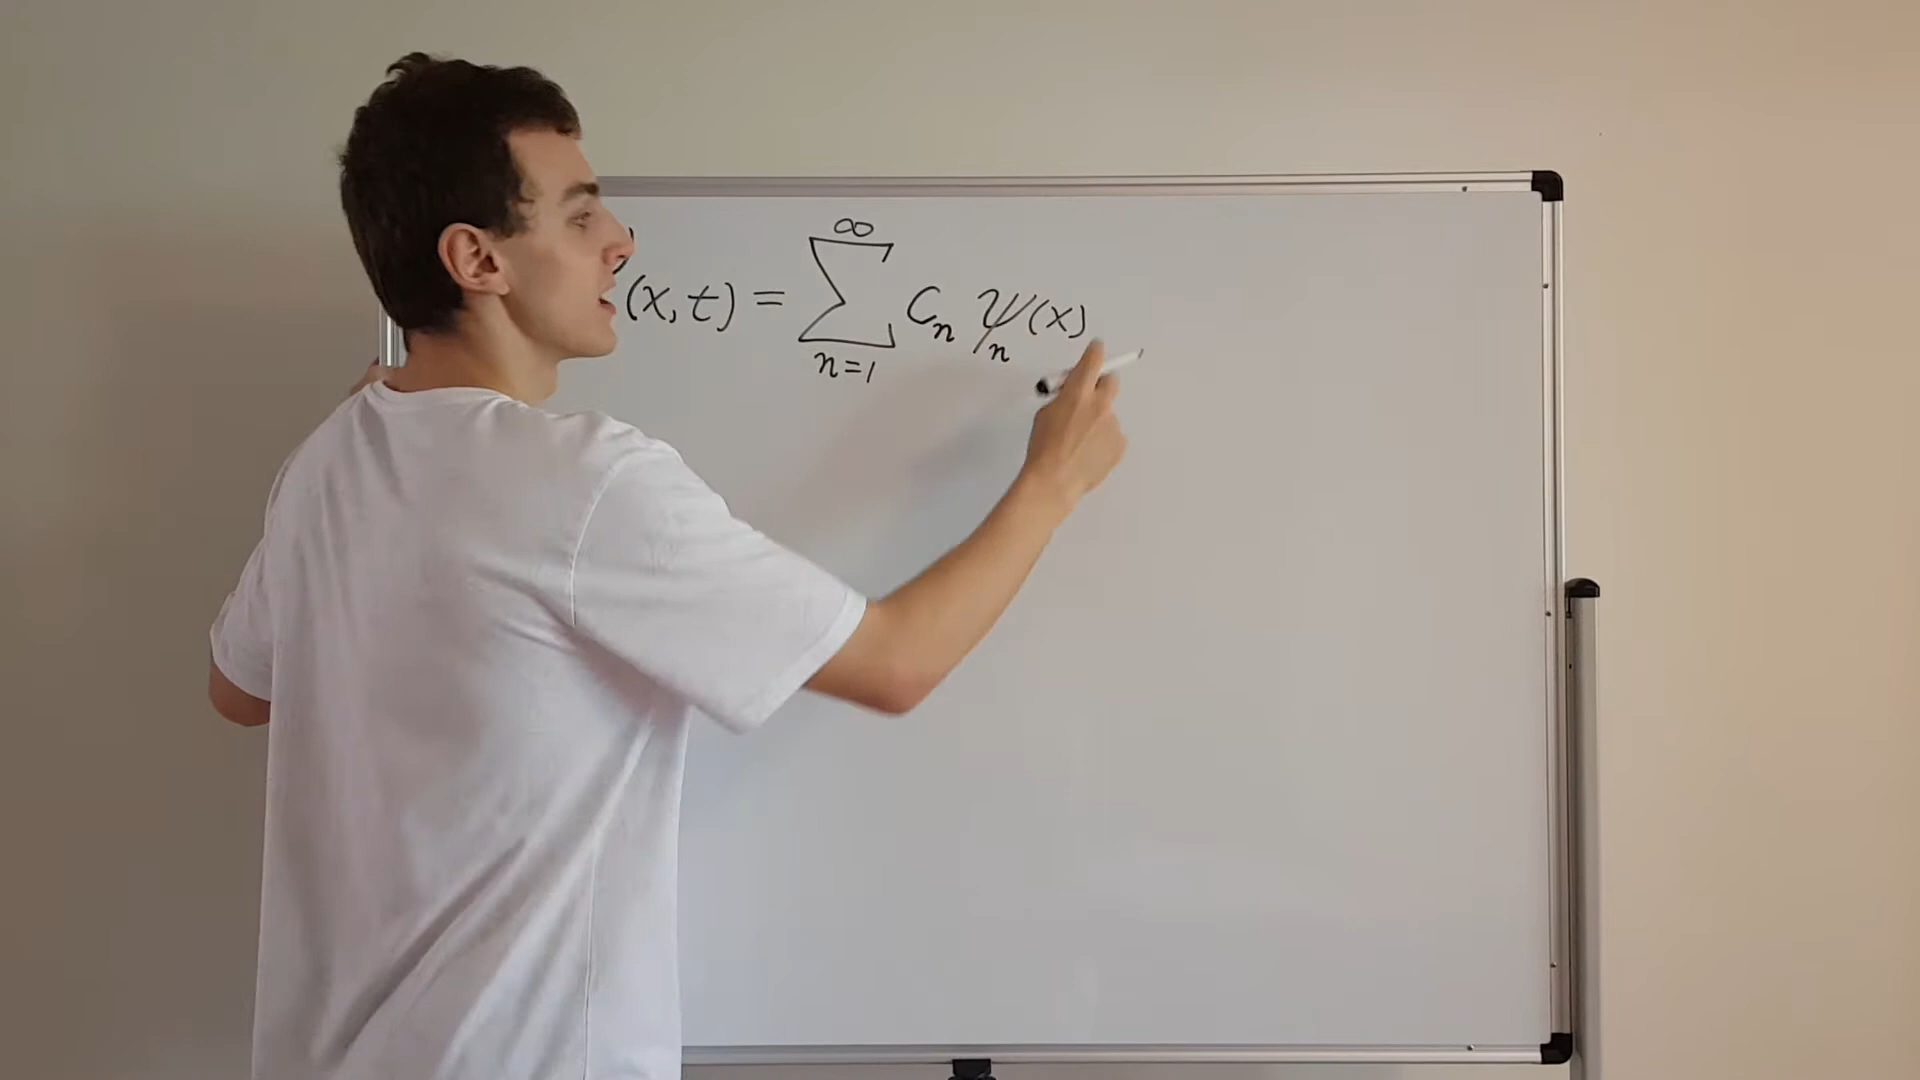 (x,t) = ∞ ∑ n=1 Cn ψn(x)